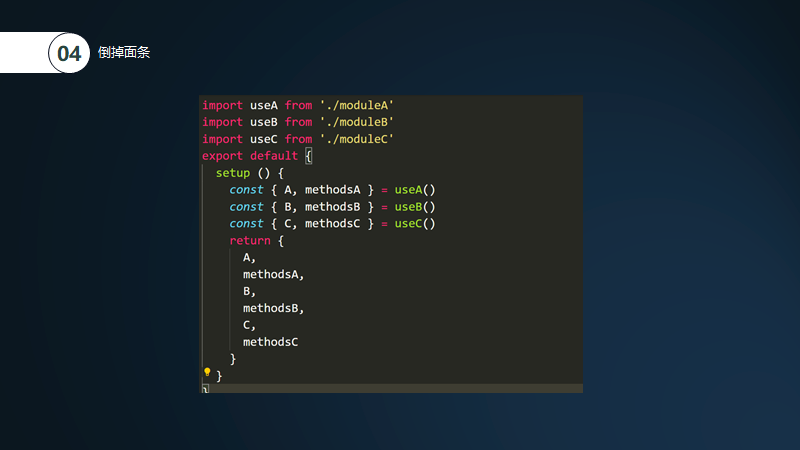 04
倒掉面条
import useA from './moduleA'
import useB from './moduleB'
import useC from './moduleC'
export default {
setup () {
const { A, methodsA } = useA()
const { B, methodsB } = useB()
const { C, methodsC } = useC()
return {
A,
methodsA,
B,
methodsB,
C,
methodsC
}
}
}